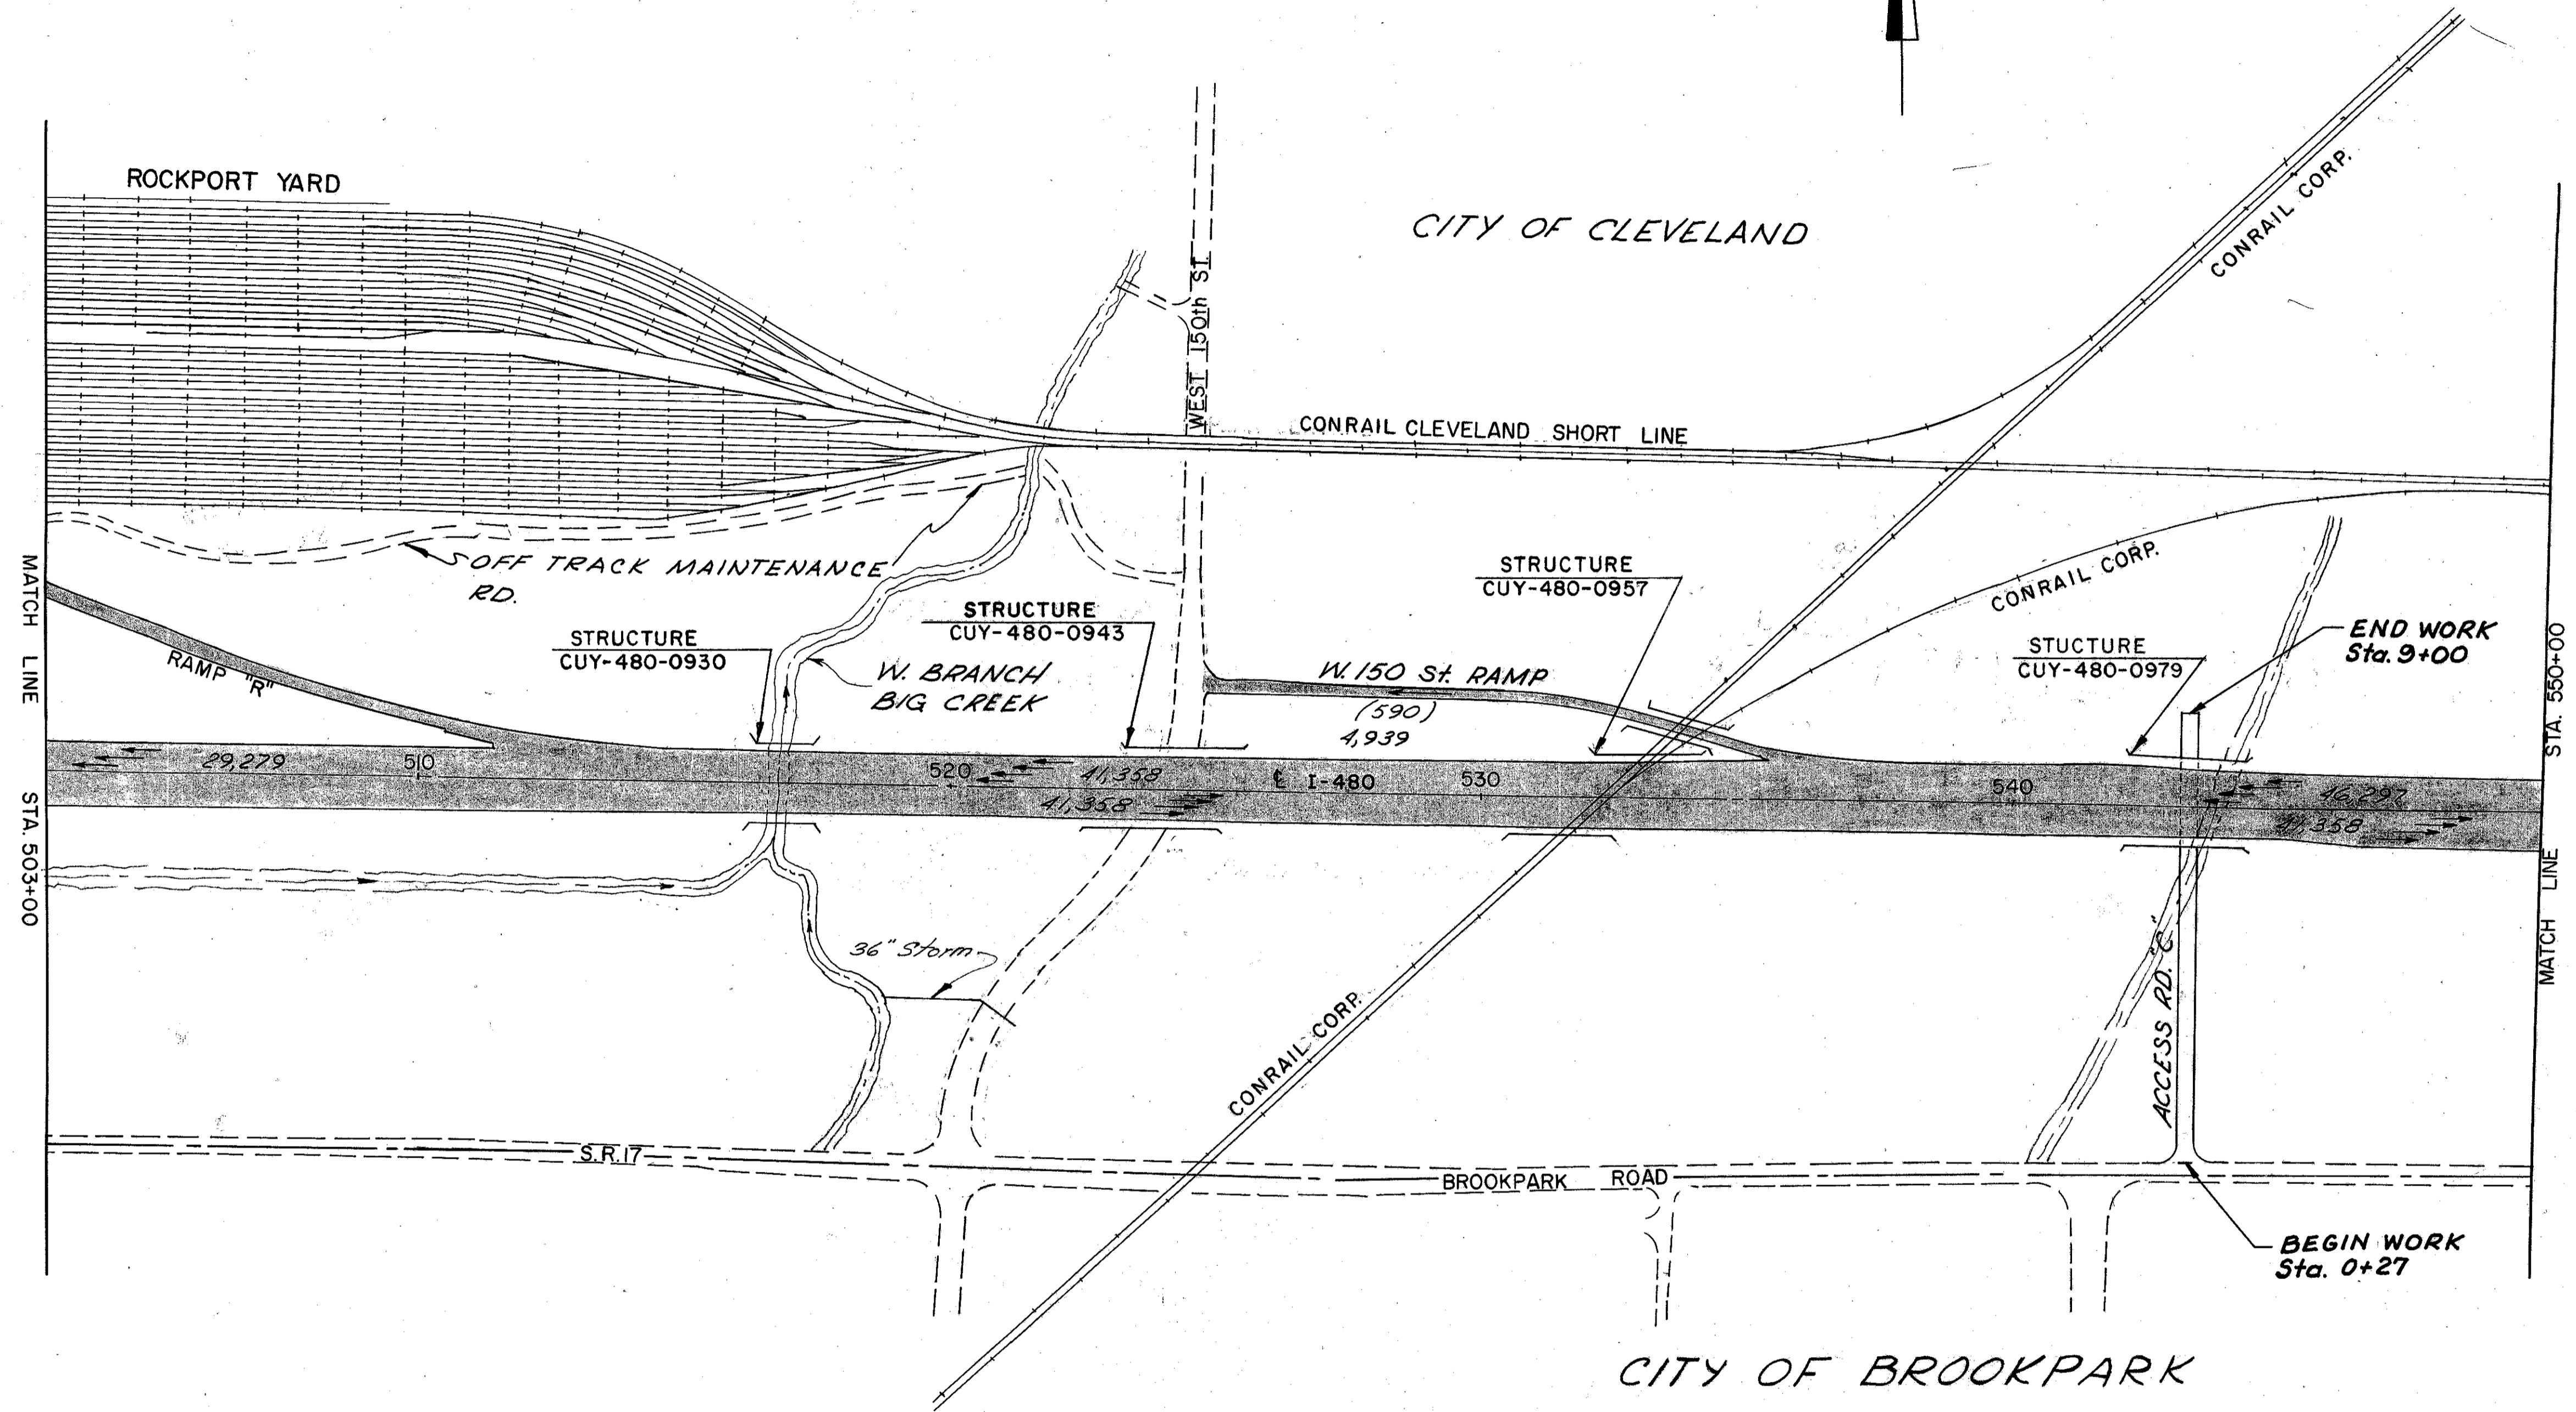 ROCKPORT YARD
CITY OF CLEVELAND
CONRAIL CORP.
WEST 150th ST.
CONRAIL CLEVELAND SHORT LINE
OFF TRACK MAINTENANCE
RD.
STRUCTURE
CUY-480-0957
CONRAIL CORP.
STRUCTURE
CUY-480-0943
STRUCTURE
CUY-480-0930
W. BRANCH
BIG CREEK
W. 150 St. RAMP
(590)
4,939
STUCTURE
CUY-480-0979
END WORK
Sta. 9+00
RAMP "R"
MATCH LINE STA. 503+00
MATCH LINE STA. 550+00
29,279
510
520
41,358
℄ I-480
530
540
46,297
41,358
41,358
36" Storm
CONRAIL CORP.
ACCESS RD. "C"
S.R.17
BROOKPARK ROAD
BEGIN WORK
Sta. 0+27
CITY OF BROOKPARK